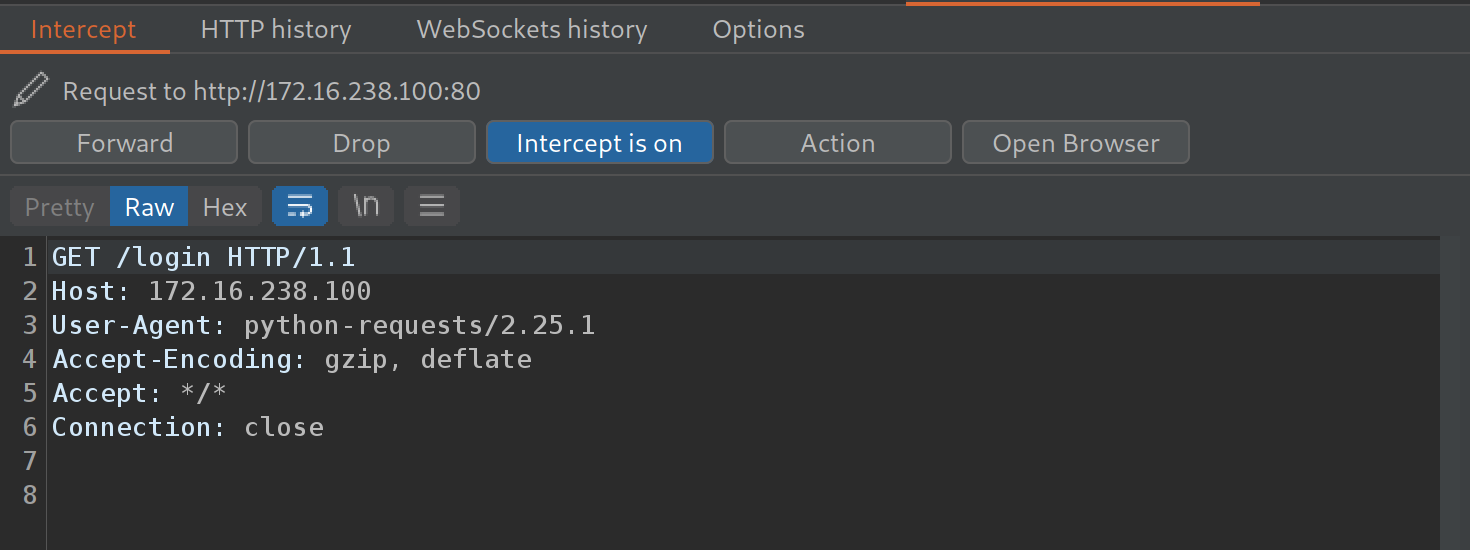 Intercept HTTP history WebSockets history Options
Request to http://172.16.238.100:80
Forward Drop Intercept is on Action Open Browser
Pretty Raw Hex \n
1 GET /login HTTP/1.1
2 Host: 172.16.238.100
3 User-Agent: python-requests/2.25.1
4 Accept-Encoding: gzip, deflate
5 Accept: */*
6 Connection: close
7
8